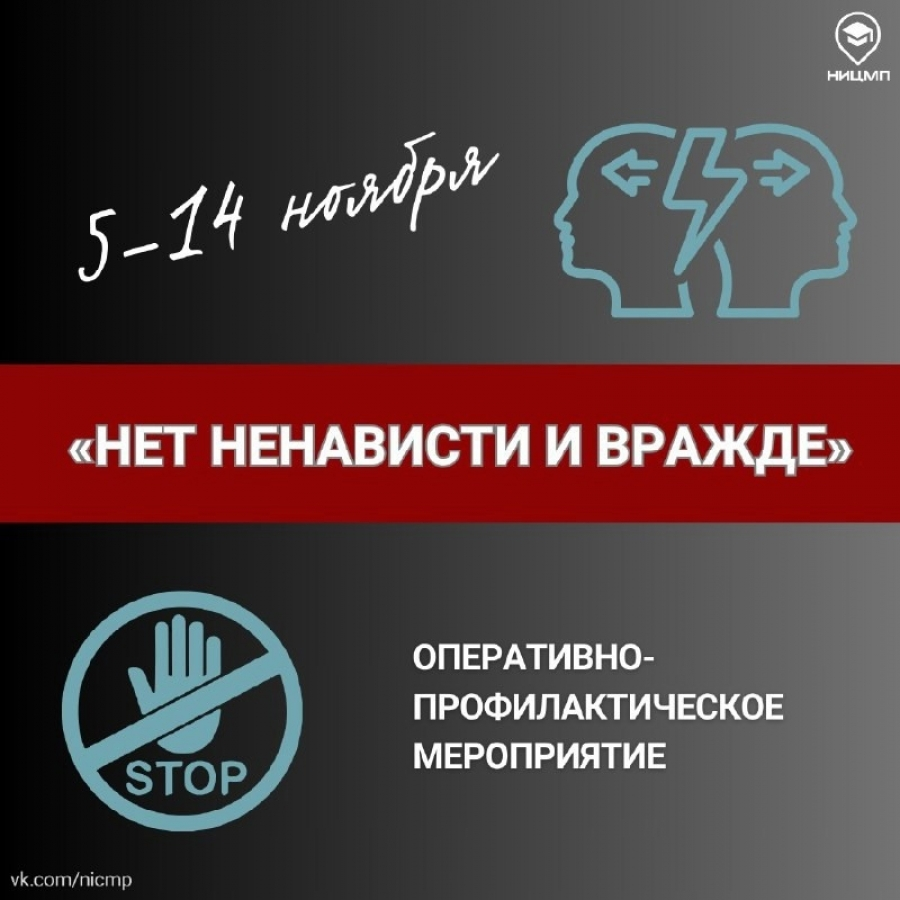 НИЦМП
5-14 ноября
«НЕТ НЕНАВИСТИ И ВРАЖДЕ»
ОПЕРАТИВНО-
ПРОФИЛАКТИЧЕСКОЕ
МЕРОПРИЯТИЕ
STOP
vk.com/nicmp